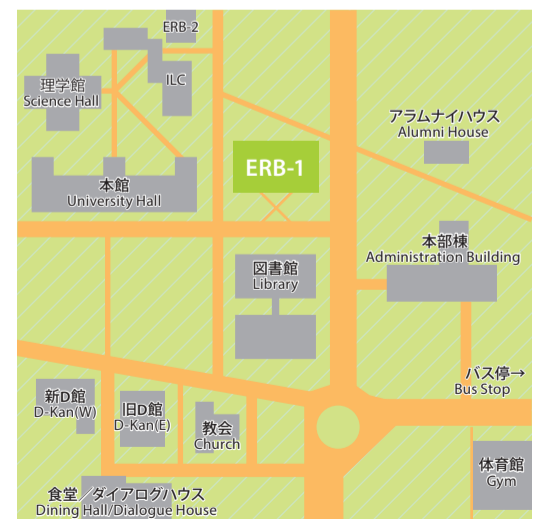 ERB-2
ILC
理学館
Science Hall
アラムナイハウス
Alumni House
ERB-1
本館
University Hall
本部棟
Administration Building
図書館
Library
バス停→
Bus Stop
新D館
D-Kan(W)
旧D館
D-Kan(E)
教会
Church
体育館
Gym
食堂／ダイアログハウス
Dining Hall/Dialogue House